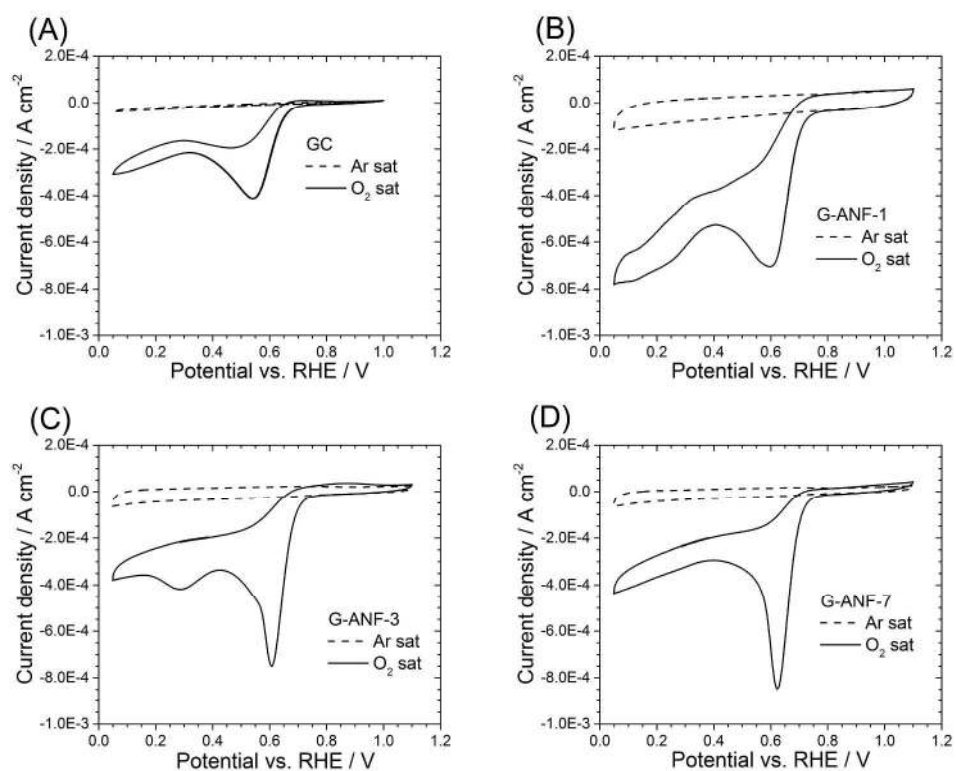 (A)
2.0E-4
0.0
-2.0E-4
-4.0E-4
-6.0E-4
-8.0E-4
-1.0E-3
Current density / A cm⁻²
GC
Ar sat
O₂ sat
0.0 0.2 0.4 0.6 0.8 1.0 1.2
Potential vs. RHE / V
(B)
2.0E-4
0.0
-2.0E-4
-4.0E-4
-6.0E-4
-8.0E-4
-1.0E-3
Current density / A cm⁻²
G-ANF-1
Ar sat
O₂ sat
0.0 0.2 0.4 0.6 0.8 1.0 1.2
Potential vs. RHE / V
(C)
2.0E-4
0.0
-2.0E-4
-4.0E-4
-6.0E-4
-8.0E-4
-1.0E-3
Current density / A cm⁻²
G-ANF-3
Ar sat
O₂ sat
0.0 0.2 0.4 0.6 0.8 1.0 1.2
Potential vs. RHE / V
(D)
2.0E-4
0.0
-2.0E-4
-4.0E-4
-6.0E-4
-8.0E-4
-1.0E-3
Current density / A cm⁻²
G-ANF-7
Ar sat
O₂ sat
0.0 0.2 0.4 0.6 0.8 1.0 1.2
Potential vs. RHE / V